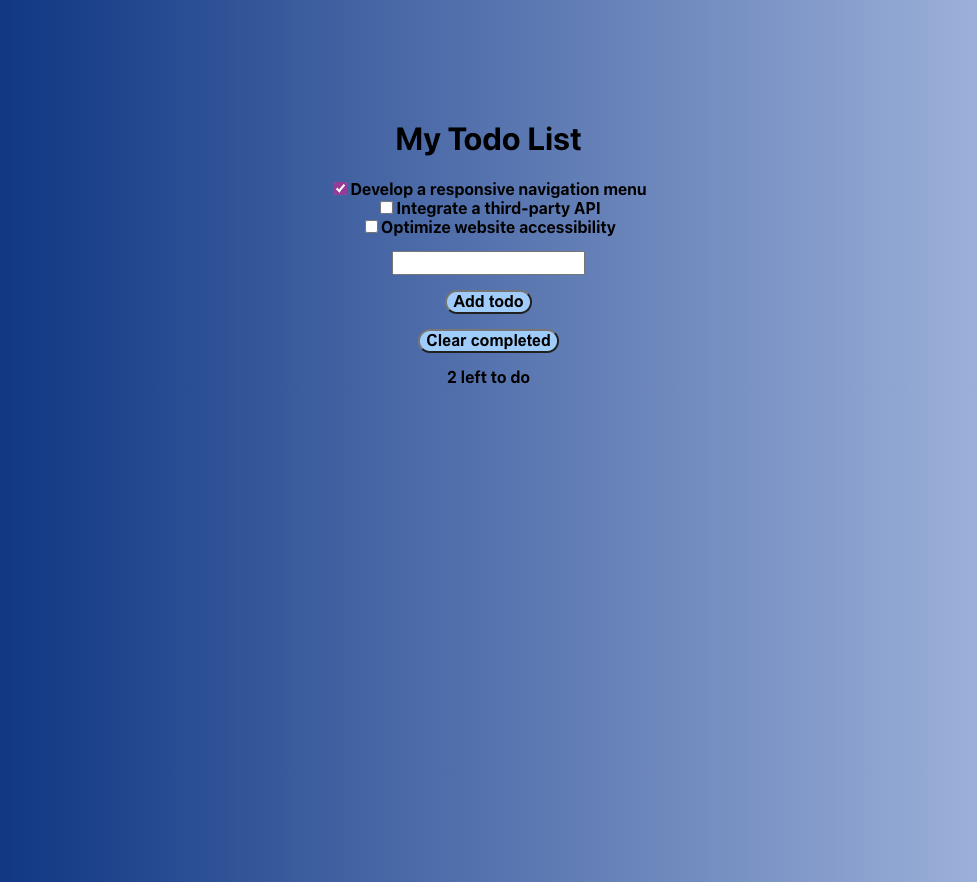 My Todo List
Develop a responsive navigation menu
Integrate a third-party API
Optimize website accessibility
Add todo
Clear completed
2 left to do